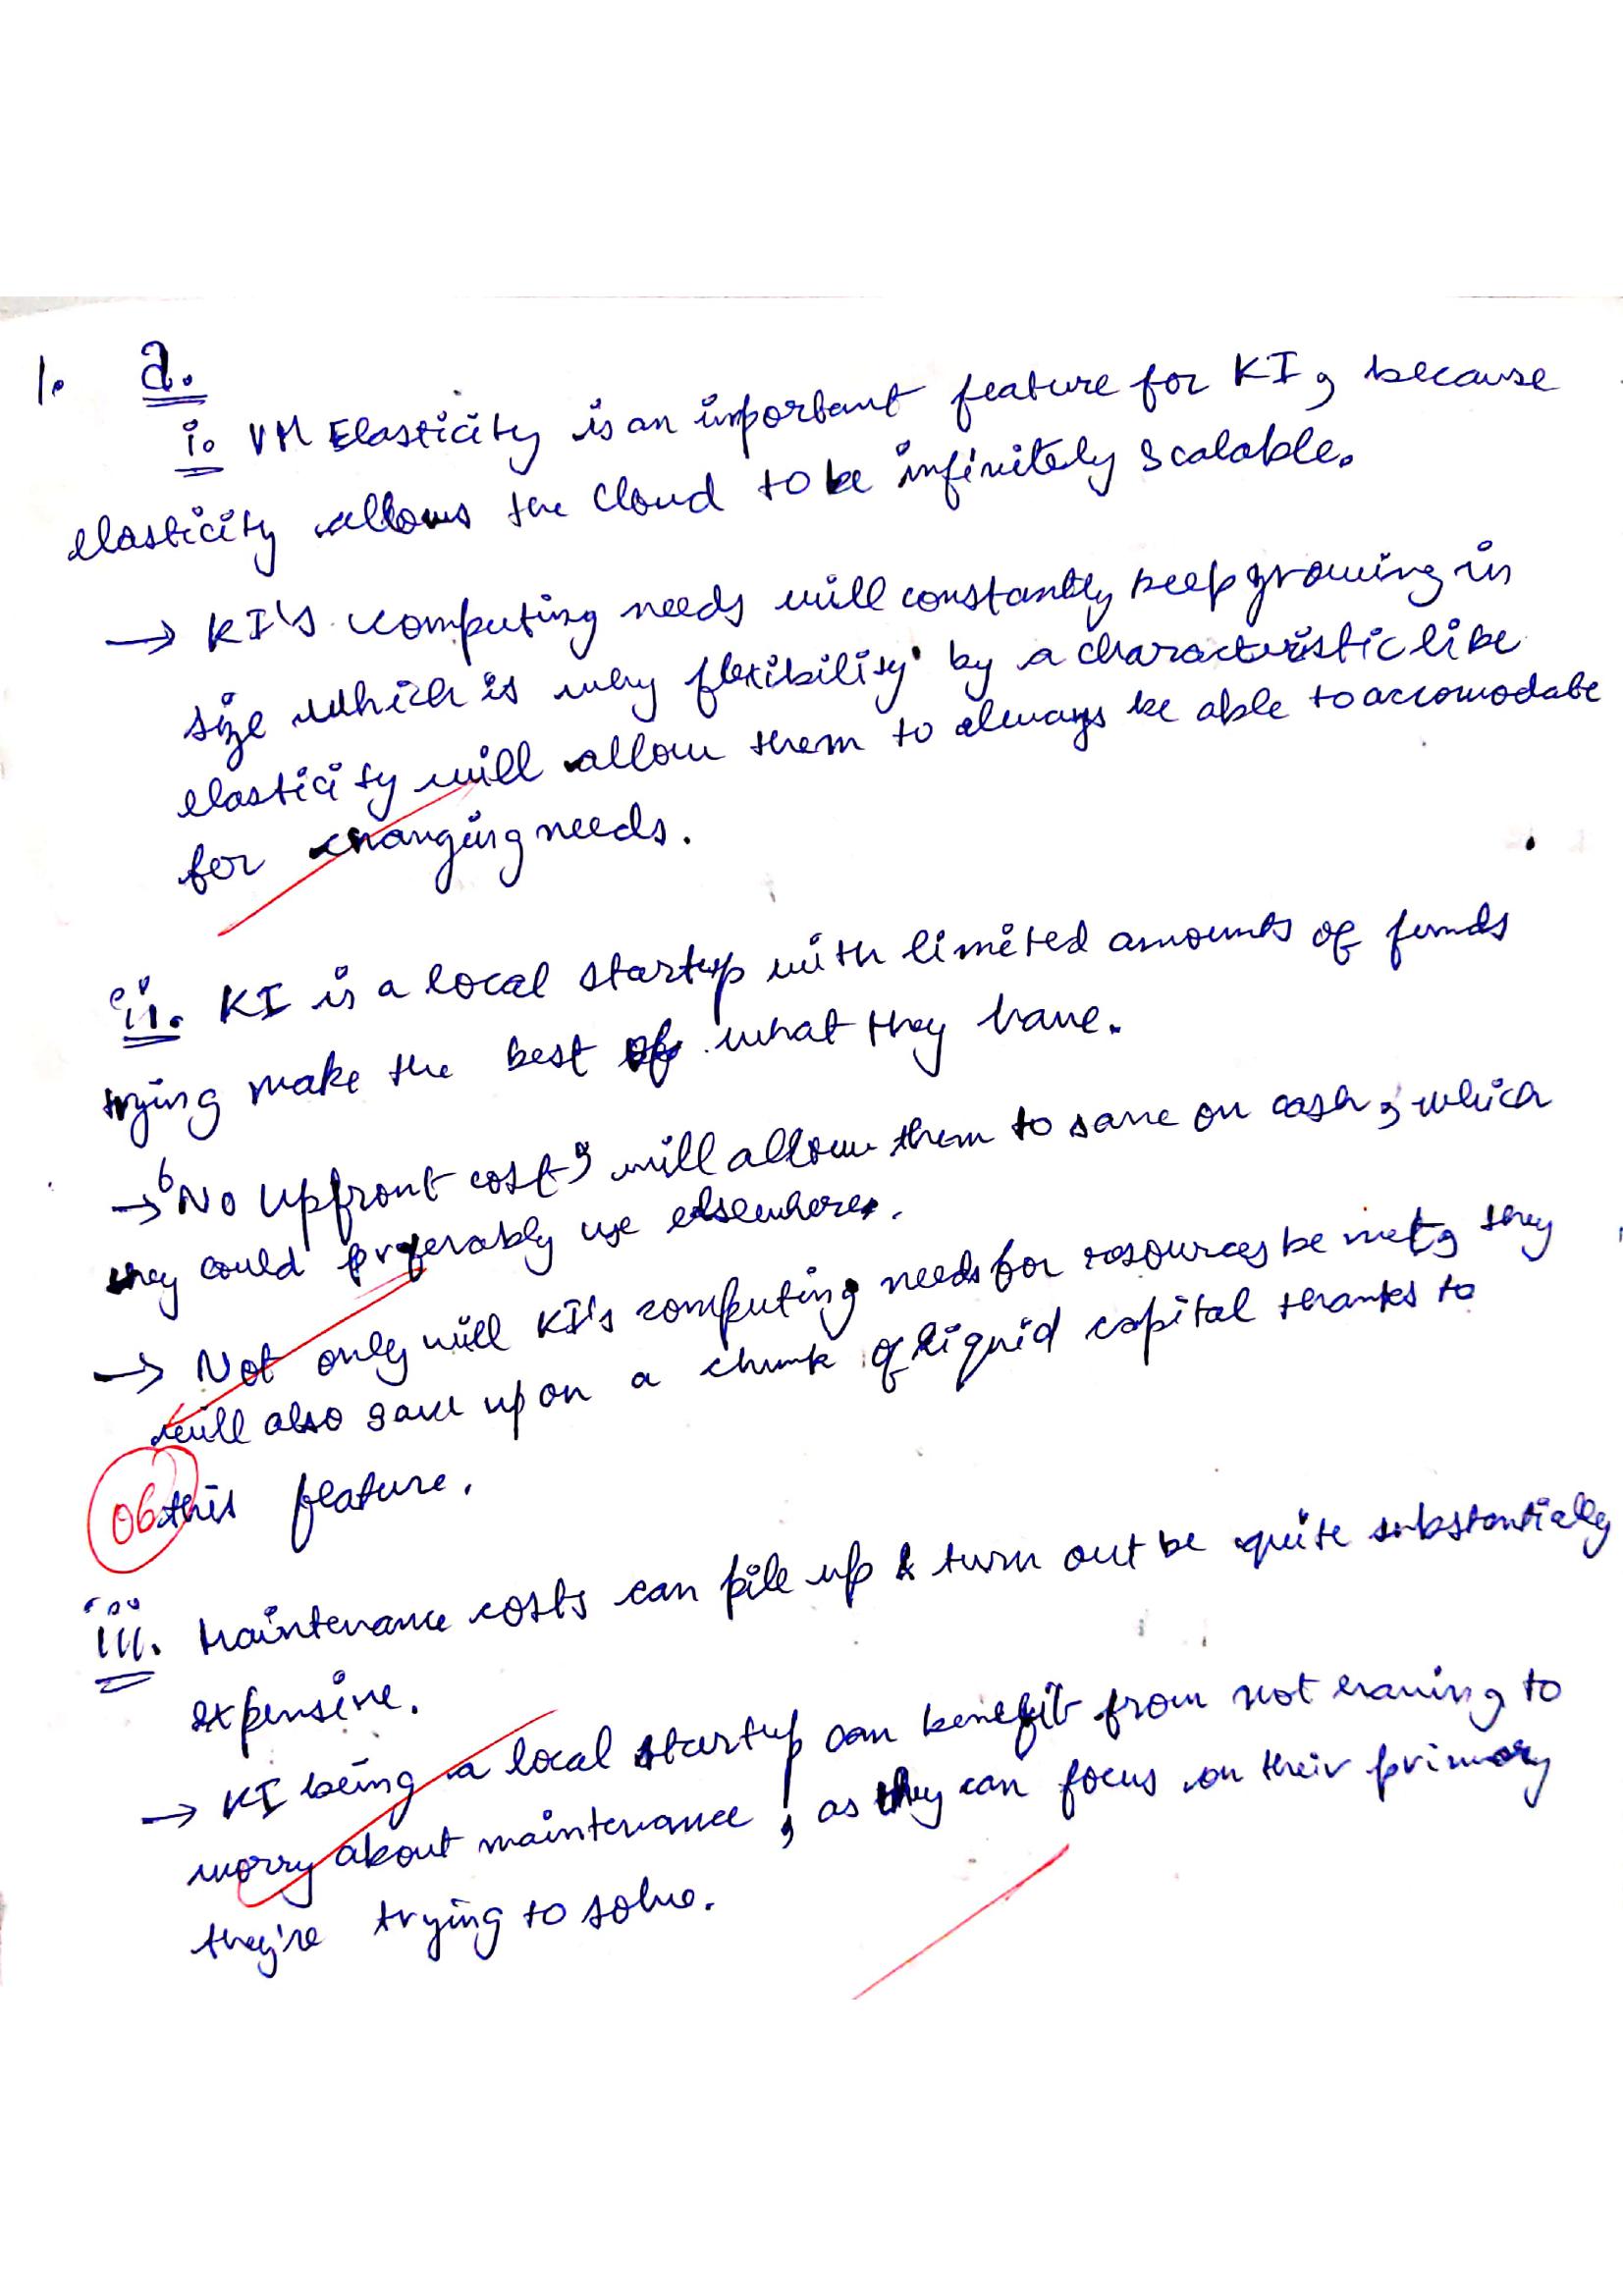 1. a.
i. VM Elasticity is an important feature for KI, because
elasticity allows the cloud to be infinitely scalable.
→ KI's computing needs will constantly keep growing in
size which is why flexibility by a characteristic like
elasticity will allow them to always be able to accomodate
for changing needs.
ii. KI is a local startup with limited amounts of funds
trying make the best of what they have.
→ 'No upfront cost' will allow them to save on cash, which
they could preferably use elsewhere.
→ Not only will KI's computing needs for resources be met, they
will also save up on a chunk of liquid capital thanks to
06 this feature.
iii. Maintenance costs can pile up & turn out be quite substantially
expensive.
→ KI being a local startup can benefit from not having to
worry about maintenance, as they can focus on their primary
they're trying to solve.